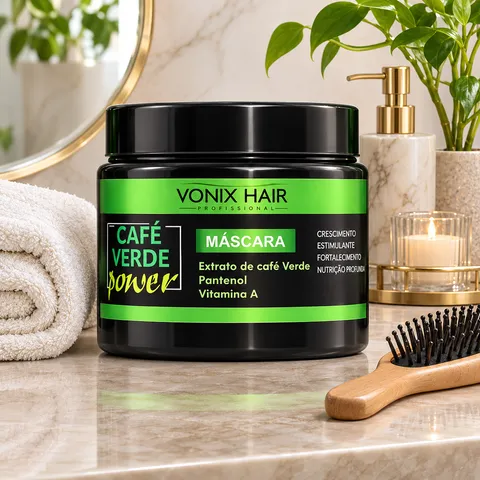 VONIX HAIR
PROFISSIONAL
CAFÉ
VERDE
power
MÁSCARA
Extrato de café Verde
Pantenol
Vitamina A
CRESCIMENTO
ESTIMULANTE
FORTALECIMENTO
NUTRIÇÃO PROFUNDA